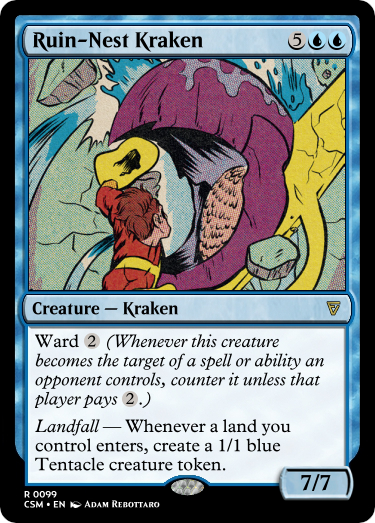 Ruin-Nest Kraken 5
Creature — Kraken
Ward 2 (Whenever this creature
becomes the target of a spell or ability an
opponent controls, counter it unless that
player pays 2.)
Landfall — Whenever a land you
control enters, create a 1/1 blue
Tentacle creature token.
7/7
R 0099
CSM • EN Adam Rebottaro